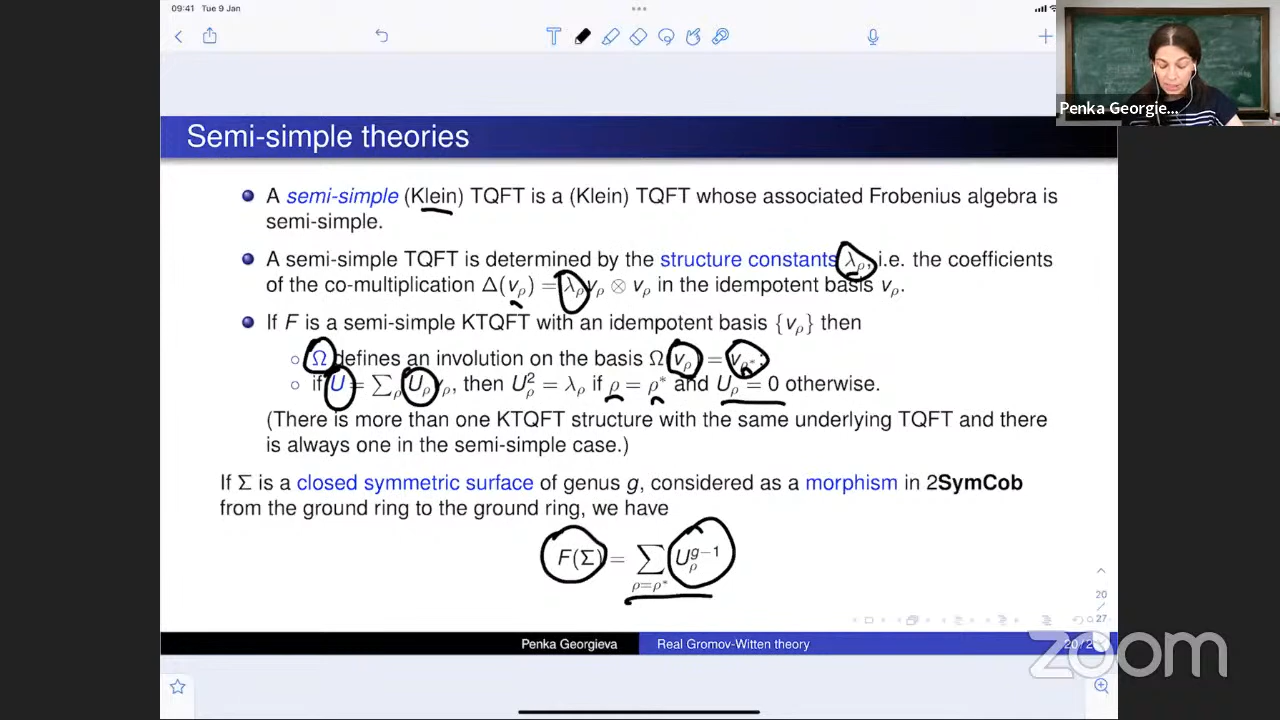 09:41 Tue 9 Jan
Penka Georgie...
Semi-simple theories
A semi-simple (Klein) TQFT is a (Klein) TQFT whose associated Frobenius algebra is
semi-simple.
A semi-simple TQFT is determined by the structure constants λρ, i.e. the coefficients
of the co-multiplication Δ(vρ) = λρvρ ⊗ vρ in the idempotent basis vρ.
If F is a semi-simple KTQFT with an idempotent basis {vρ} then
Ω defines an involution on the basis Ω(vρ) = vρ*;
if U = ∑ρ Uρvρ, then U²ρ = λρ if ρ = ρ* and Uρ = 0 otherwise.
(There is more than one KTQFT structure with the same underlying TQFT and there
is always one in the semi-simple case.)
If Σ is a closed symmetric surface of genus g, considered as a morphism in 2SymCob
from the ground ring to the ground ring, we have
F(Σ) = ∑ρ=ρ* Uρ^g−1
20
/
27
Penka Georgieva Real Gromov-Witten theory 20/2
zoom